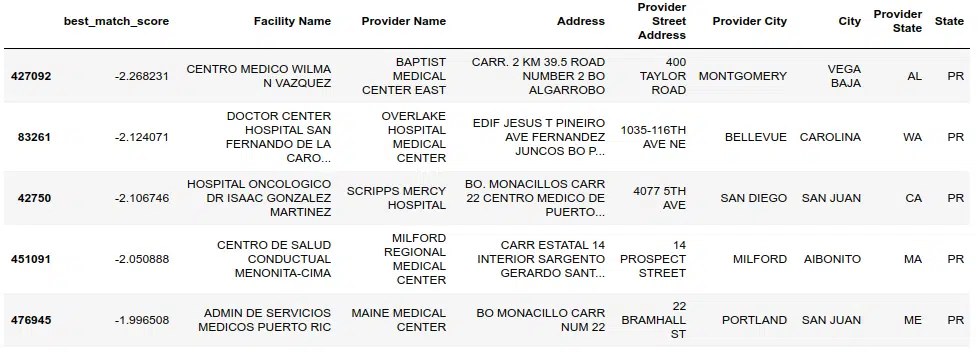 best_match_score Facility Name Provider Name Address Provider Street Address Provider City City Provider State State
427092 -2.268231 CENTRO MEDICO WILMA N VAZQUEZ BAPTIST MEDICAL CENTER EAST CARR. 2 KM 39.5 ROAD NUMBER 2 BO ALGARROBO 400 TAYLOR ROAD MONTGOMERY VEGA BAJA AL PR
83261 -2.124071 DOCTOR CENTER HOSPITAL SAN FERNANDO DE LA CARO... OVERLAKE HOSPITAL MEDICAL CENTER EDIF JESUS T PINEIRO AVE FERNANDEZ JUNCOS BO P... 1035-116TH AVE NE BELLEVUE CAROLINA WA PR
42750 -2.106746 HOSPITAL ONCOLOGICO DR ISAAC GONZALEZ MARTINEZ SCRIPPS MERCY HOSPITAL BO. MONACILLOS CARR 22 CENTRO MEDICO DE PUERTO... 4077 5TH AVE SAN DIEGO SAN JUAN CA PR
451091 -2.050888 CENTRO DE SALUD CONDUCTUAL MENONITA-CIMA MILFORD REGIONAL MEDICAL CENTER CARR ESTATAL 14 INTERIOR SARGENTO GERARDO SANT... 14 PROSPECT STREET MILFORD AIBONITO MA PR
476945 -1.996508 ADMIN DE SERVICIOS MEDICOS PUERTO RIC MAINE MEDICAL CENTER BO MONACILLO CARR NUM 22 22 BRAMHALL ST PORTLAND SAN JUAN ME PR